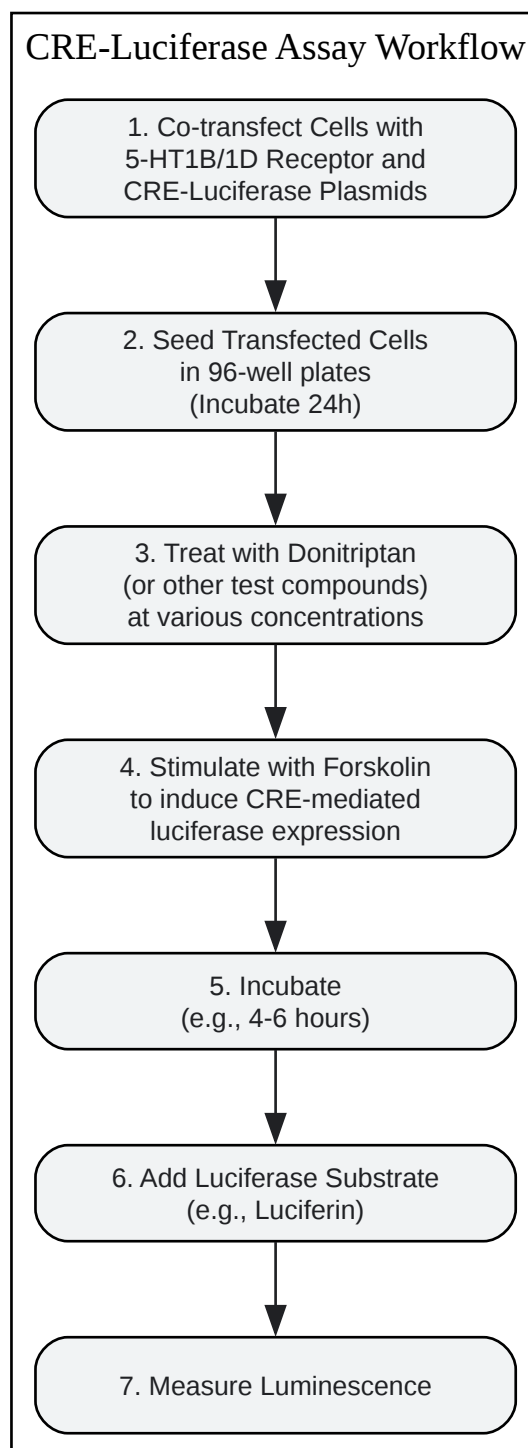 CRE-Luciferase Assay Workflow
1. Co-transfect Cells with
5-HT1B/1D Receptor and
CRE-Luciferase Plasmids
2. Seed Transfected Cells
in 96-well plates
(Incubate 24h)
3. Treat with Donitriptan
(or other test compounds)
at various concentrations
4. Stimulate with Forskolin
to induce CRE-mediated
luciferase expression
5. Incubate
(e.g., 4-6 hours)
6. Add Luciferase Substrate
(e.g., Luciferin)
7. Measure Luminescence